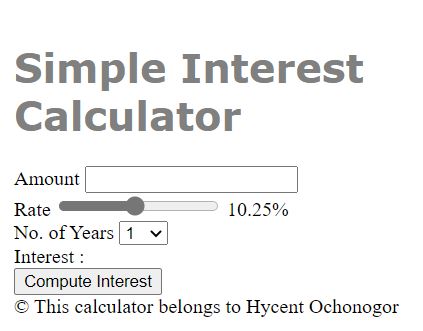 Simple Interest
Calculator
Amount
Rate 10.25%
No. of Years 1
Interest :
Compute Interest
© This calculator belongs to Hycent Ochonogor